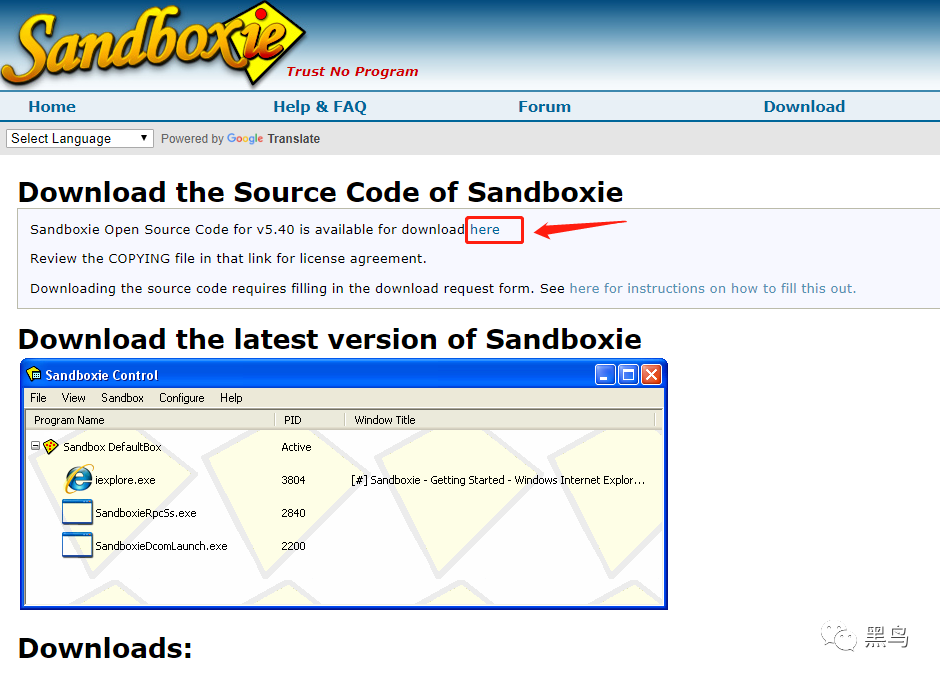 Sandboxie
Trust No Program
Home Help & FAQ Forum Download
Select Language ▼ Powered by Google Translate
Download the Source Code of Sandboxie
Sandboxie Open Source Code for v5.40 is available for download here
Review the COPYING file in that link for license agreement.
Downloading the source code requires filling in the download request form. See here for instructions on how to fill this out.
Download the latest version of Sandboxie
Sandboxie Control
File View Sandbox Configure Help
Program Name PID Window Title
Sandbox DefaultBox Active
iexplore.exe 3804 [#] Sandboxie - Getting Started - Windows Internet Explor...
SandboxieRpcSs.exe 2840
SandboxieDcomLaunch.exe 2200
Downloads:
黑鸟